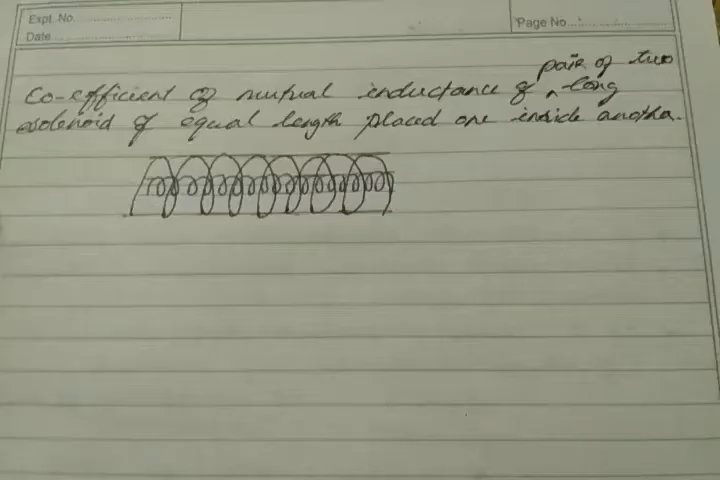 Expt. No.
Date
Page No.
pair of two
Co-efficient of mutual inductance of ^ long
solenoid of equal length placed one inside another.